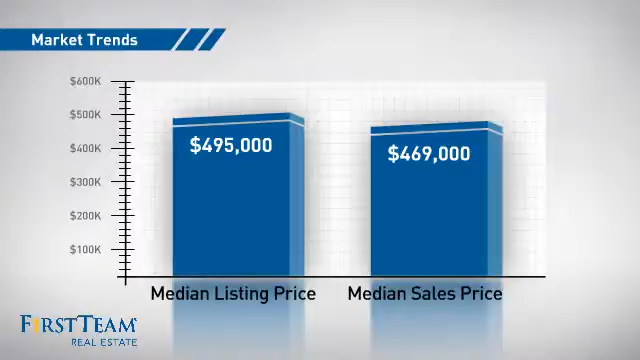 Market Trends
$600K
$500K
$400K
$300K
$200K
$100K
$495,000
$469,000
Median Listing Price
Median Sales Price
FIRST TEAM®
REAL ESTATE